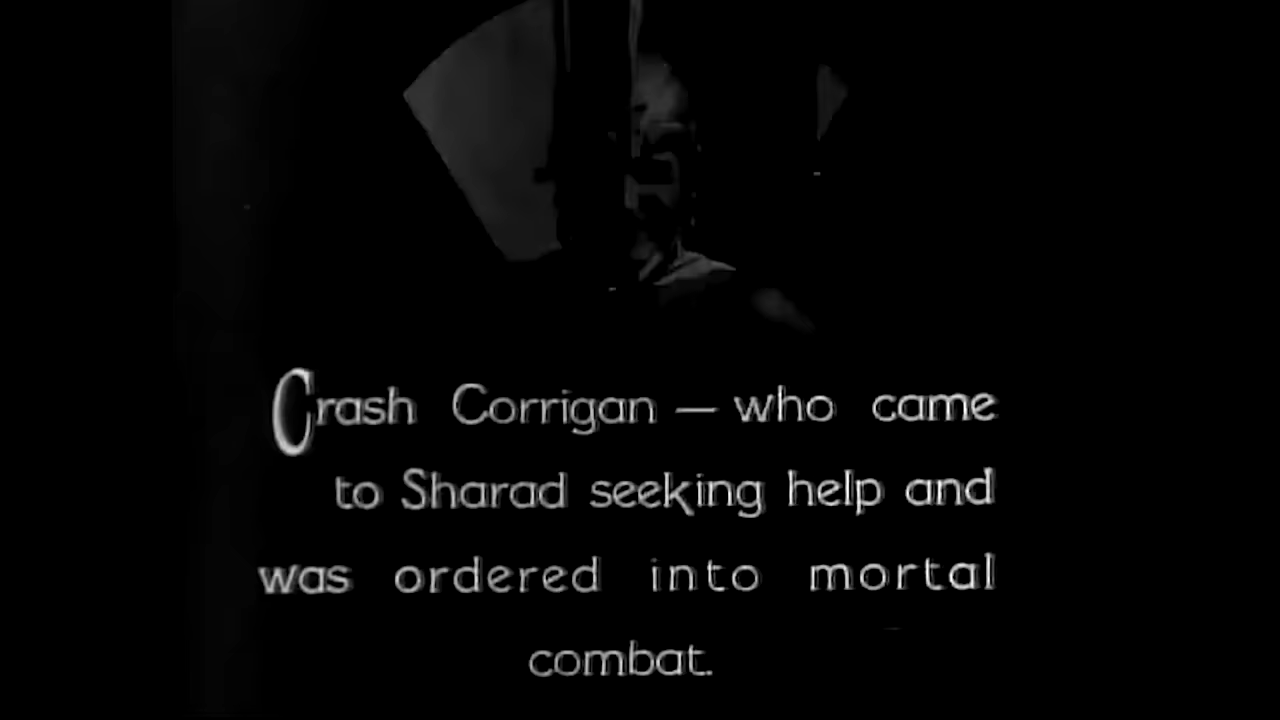 Crash Corrigan — who came
to Sharad seeking help and
was ordered into mortal
combat.